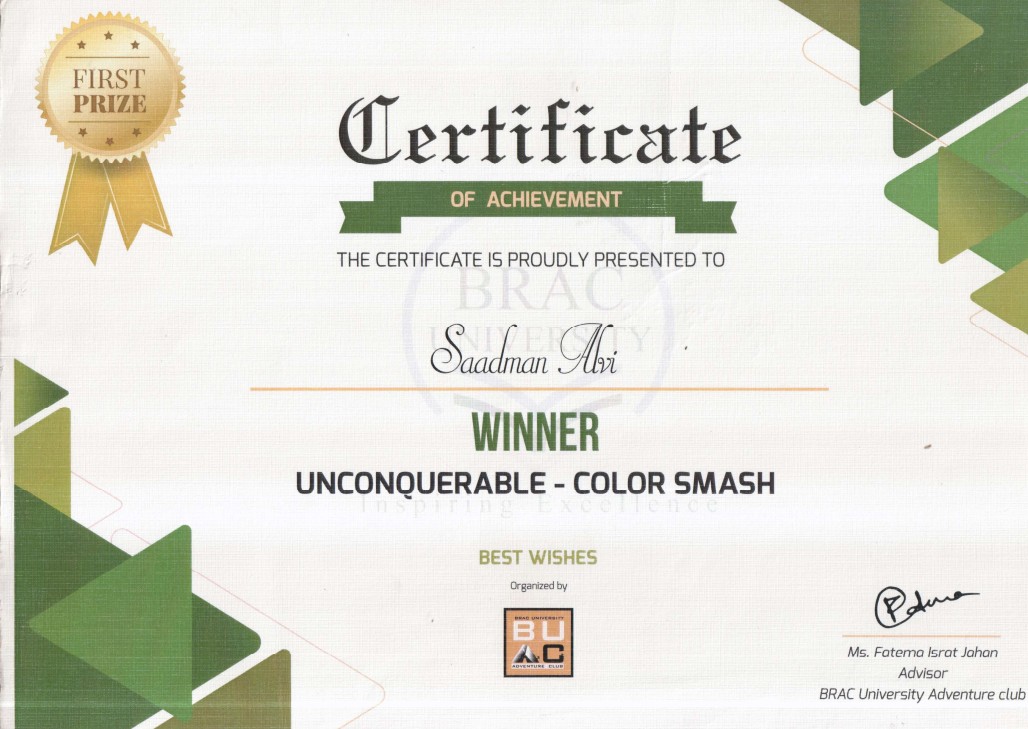 FIRST
PRIZE
Certificate
OF ACHIEVEMENT
THE CERTIFICATE IS PROUDLY PRESENTED TO
BRAC
UNIVERSITY
Saadman Alvi
WINNER
UNCONQUERABLE - COLOR SMASH
Inspiring Excellence
BEST WISHES
Organized by
BRAC UNIVERSITY
BU
AC
ADVENTURE CLUB
Fatema
Ms. Fatema Israt Jahan
Advisor
BRAC University Adventure club